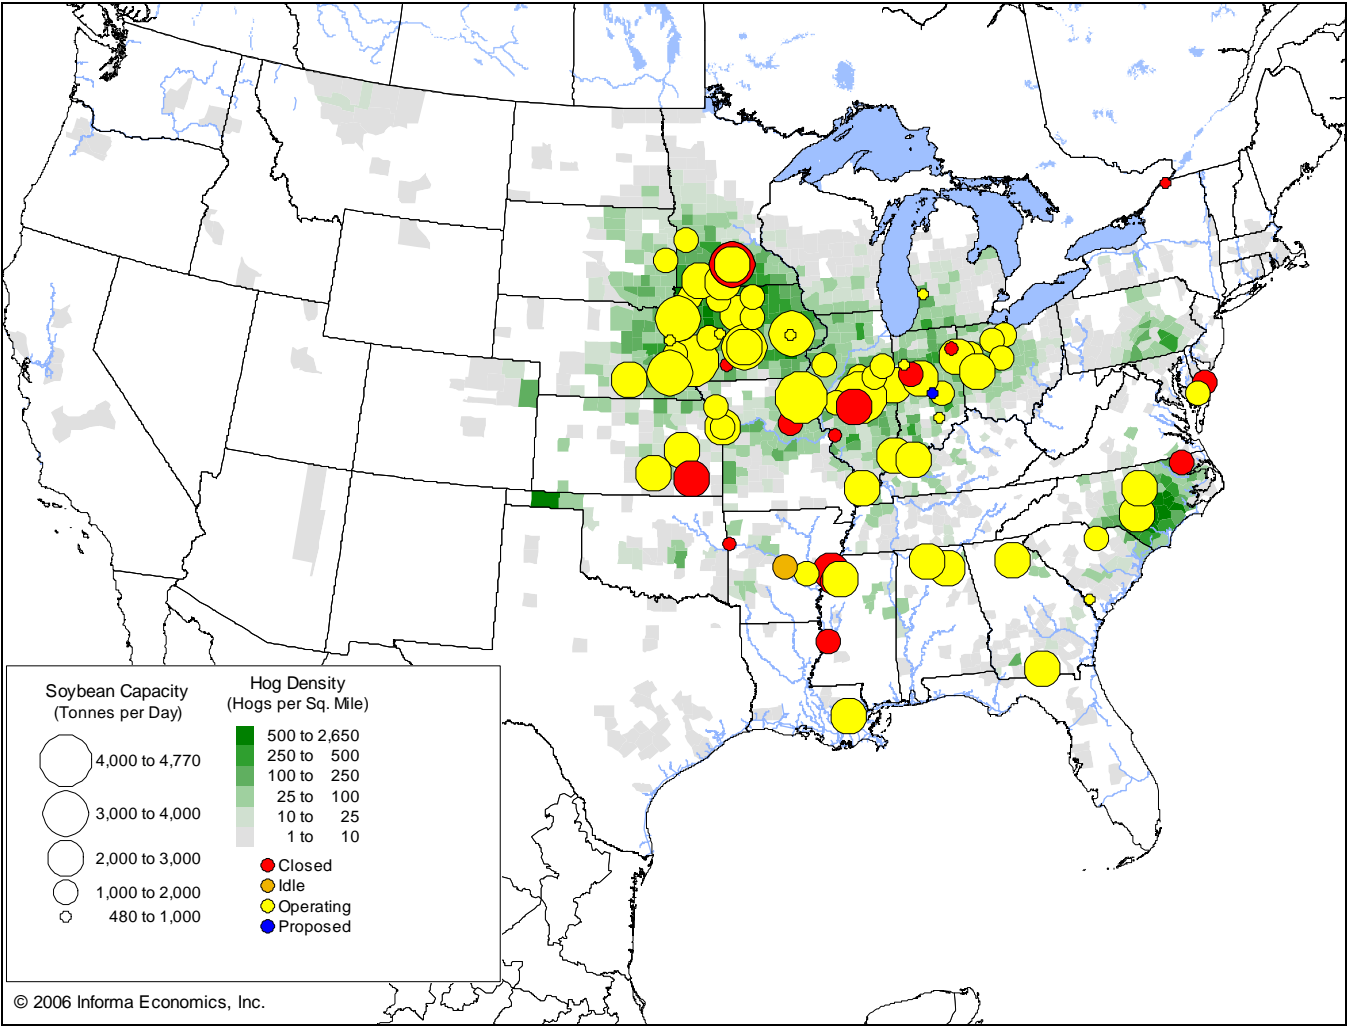 Soybean Capacity
(Tonnes per Day)
4,000 to 4,770
3,000 to 4,000
2,000 to 3,000
1,000 to 2,000
480 to 1,000
Hog Density
(Hogs per Sq. Mile)
500 to 2,650
250 to 500
100 to 250
25 to 100
10 to 25
1 to 10
Closed
Idle
Operating
Proposed
© 2006 Informa Economics, Inc.